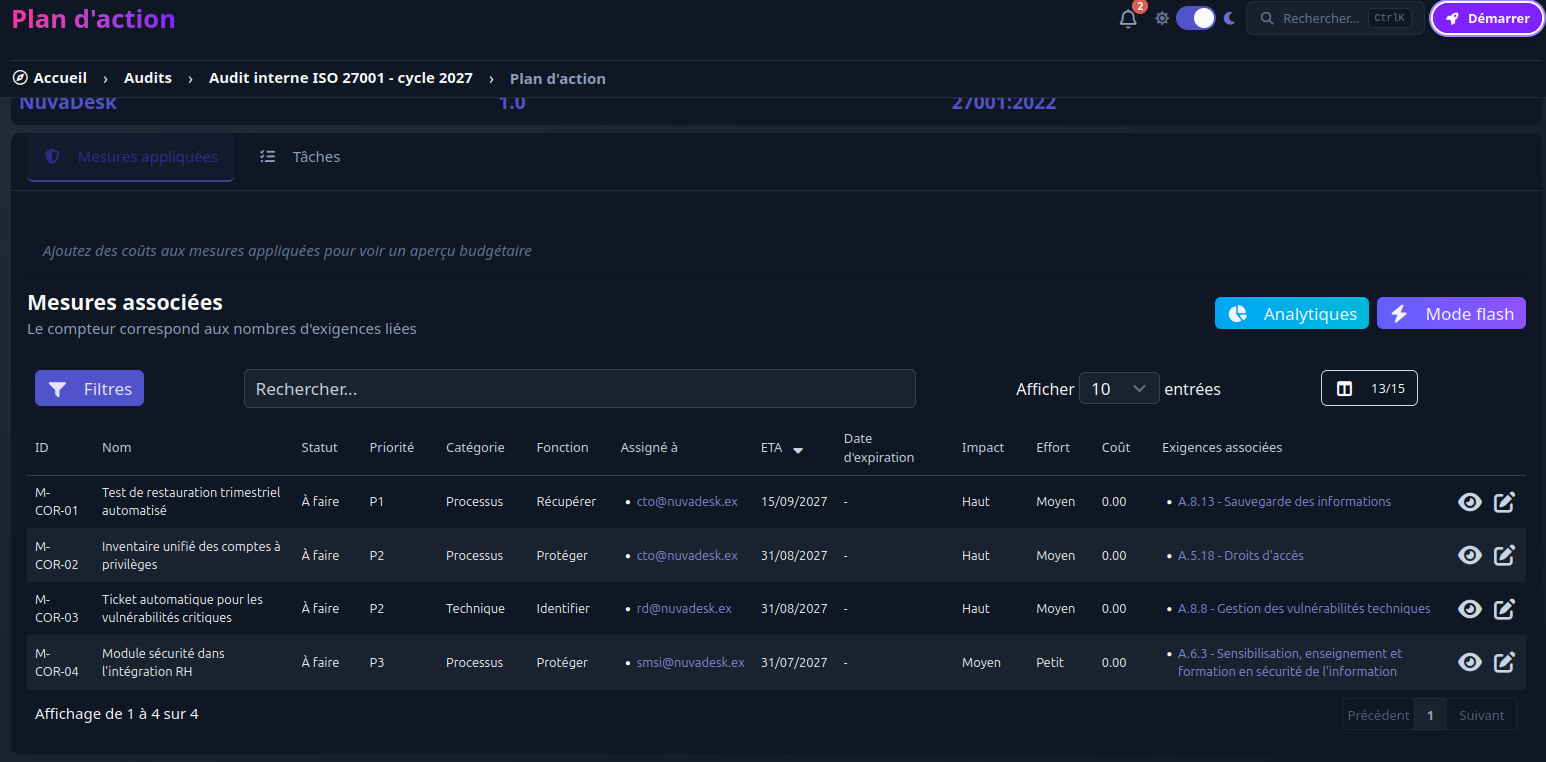 Plan d'action
2
Rechercher... CtrlK
Démarrer
Accueil › Audits › Audit interne ISO 27001 - cycle 2027 › Plan d'action
NuvaDesk 1.0 27001:2022
Mesures appliquées Tâches
Ajoutez des coûts aux mesures appliquées pour voir un aperçu budgétaire
Mesures associées
Le compteur correspond aux nombres d'exigences liées
Analytiques Mode flash
Filtres Rechercher... Afficher 10 entrées 13/15
ID Nom Statut Priorité Catégorie Fonction Assigné à ETA Date d'expiration Impact Effort Coût Exigences associées
M-COR-01 Test de restauration trimestriel automatisé À faire P1 Processus Récupérer • cto@nuvadesk.ex 15/09/2027 - Haut Moyen 0.00 • A.8.13 - Sauvegarde des informations
M-COR-02 Inventaire unifié des comptes à privilèges À faire P2 Processus Protéger • cto@nuvadesk.ex 31/08/2027 - Haut Moyen 0.00 • A.5.18 - Droits d'accès
M-COR-03 Ticket automatique pour les vulnérabilités critiques À faire P2 Technique Identifier • rd@nuvadesk.ex 31/08/2027 - Haut Moyen 0.00 • A.8.8 - Gestion des vulnérabilités techniques
M-COR-04 Module sécurité dans l'intégration RH À faire P3 Processus Protéger • smsi@nuvadesk.ex 31/07/2027 - Moyen Petit 0.00 • A.6.3 - Sensibilisation, enseignement et formation en sécurité de l'information
Affichage de 1 à 4 sur 4
Précédent 1 Suivant